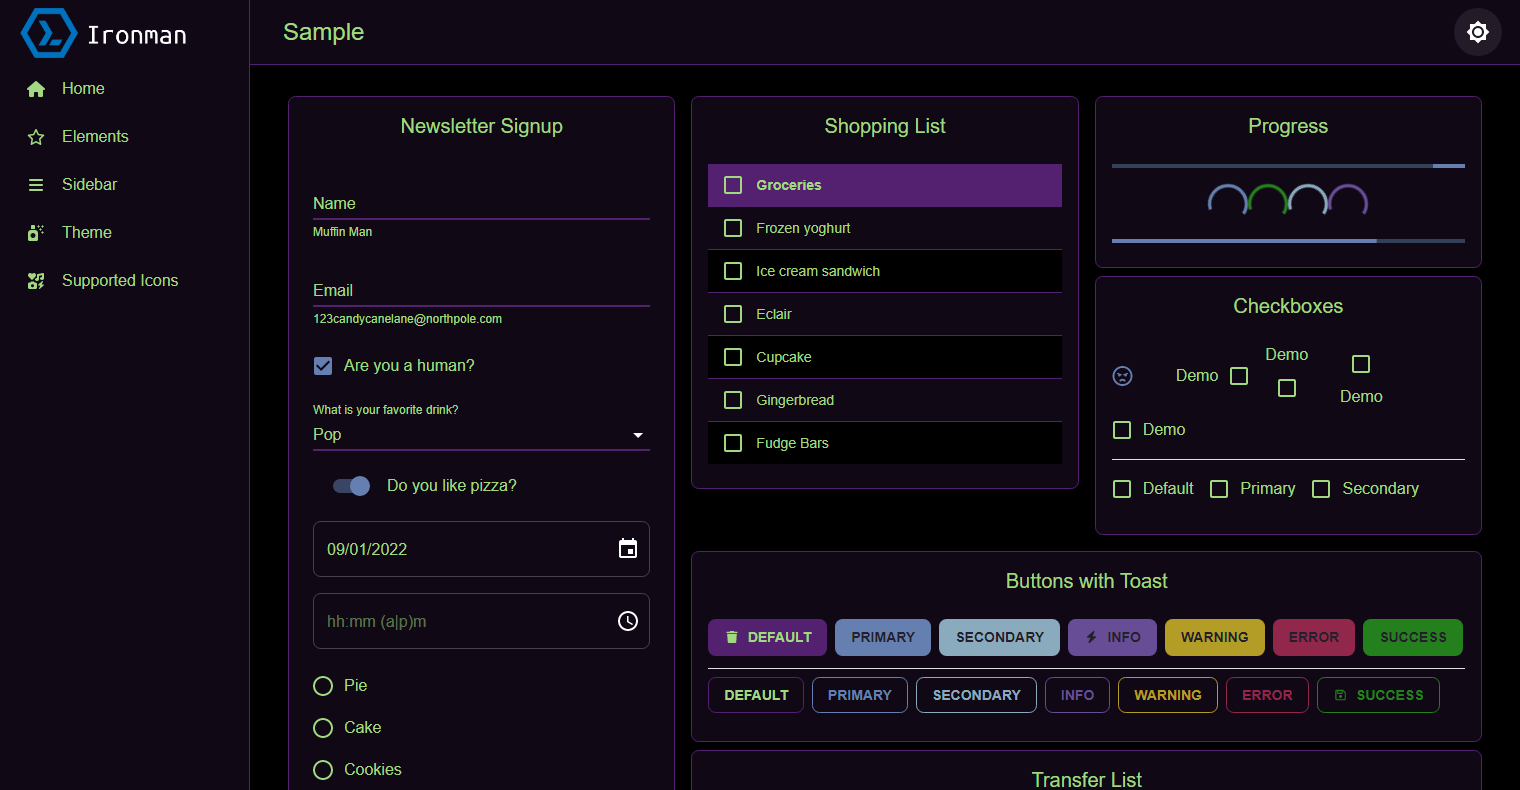 Ironman
Home
Elements
Sidebar
Theme
Supported Icons
Sample
Newsletter Signup
Name
Muffin Man
Email
123candycanelane@northpole.com
Are you a human?
What is your favorite drink?
Pop
Do you like pizza?
09/01/2022
hh:mm (a|p)m
Pie
Cake
Cookies
Shopping List
Groceries
Frozen yoghurt
Ice cream sandwich
Eclair
Cupcake
Gingerbread
Fudge Bars
Progress
Checkboxes
Demo
Demo
Demo
Demo
Default Primary Secondary
Buttons with Toast
DEFAULT PRIMARY SECONDARY INFO WARNING ERROR SUCCESS
DEFAULT PRIMARY SECONDARY INFO WARNING ERROR SUCCESS
Transfer List